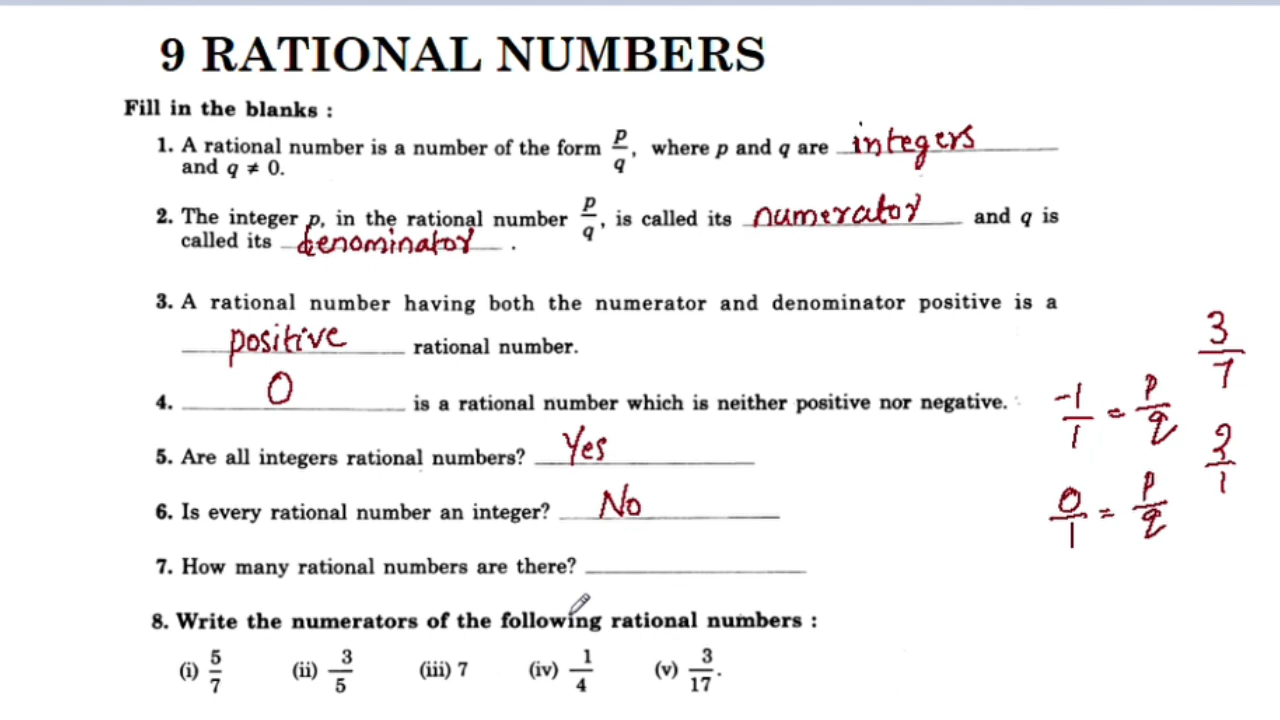 9 RATIONAL NUMBERS
Fill in the blanks :
1. A rational number is a number of the form p/q, where p and q are integers
and q ≠ 0.
2. The integer p, in the rational number p/q, is called its numerator and q is
called its denominator .
3. A rational number having both the numerator and denominator positive is a
positive rational number.
4. 0 is a rational number which is neither positive nor negative.
5. Are all integers rational numbers? Yes
6. Is every rational number an integer? No
7. How many rational numbers are there?
8. Write the numerators of the following rational numbers :
(i) 5/7 (ii) 3/5 (iii) 7 (iv) 1/4 (v) 3/17.
3/7
-1/1 = p/q
2/1
0/1 = p/q